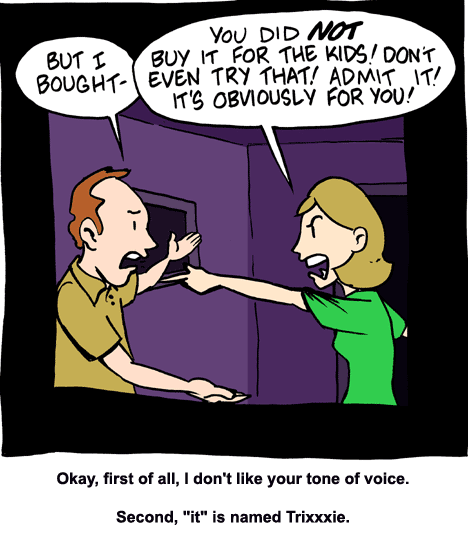 BUT I
BOUGHT-
YOU DID NOT
BUY IT FOR THE KIDS! DON'T
EVEN TRY THAT! ADMIT IT!
IT'S OBVIOUSLY FOR YOU!
Okay, first of all, I don't like your tone of voice.
Second, "it" is named Trixxxie.